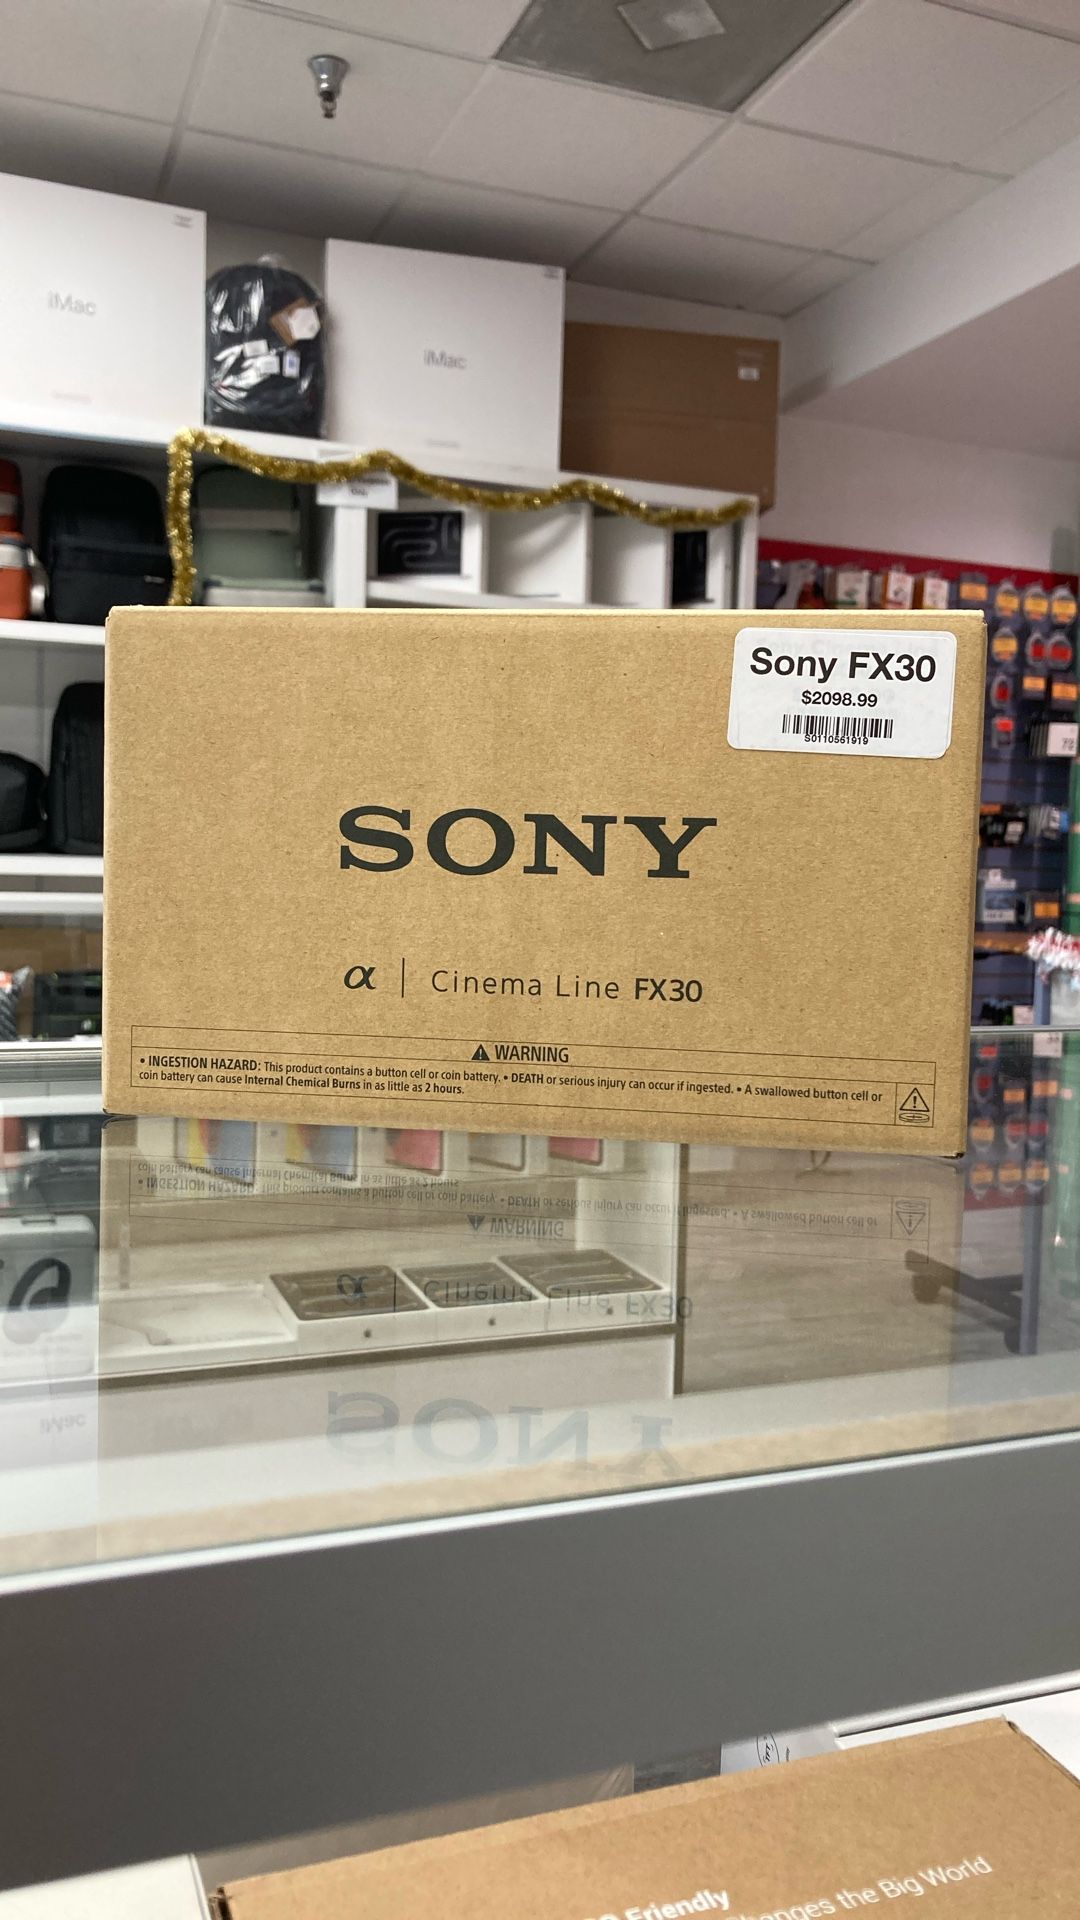 iMac
iMac
Sony FX30
$2098.99
S0110561919
SONY
α | Cinema Line FX30
⚠ WARNING
• INGESTION HAZARD: This product contains a button cell or coin battery. • DEATH or serious injury can occur if ingested. • A swallowed button cell or
coin battery can cause Internal Chemical Burns in as little as 2 hours.
Friendly
the Big World